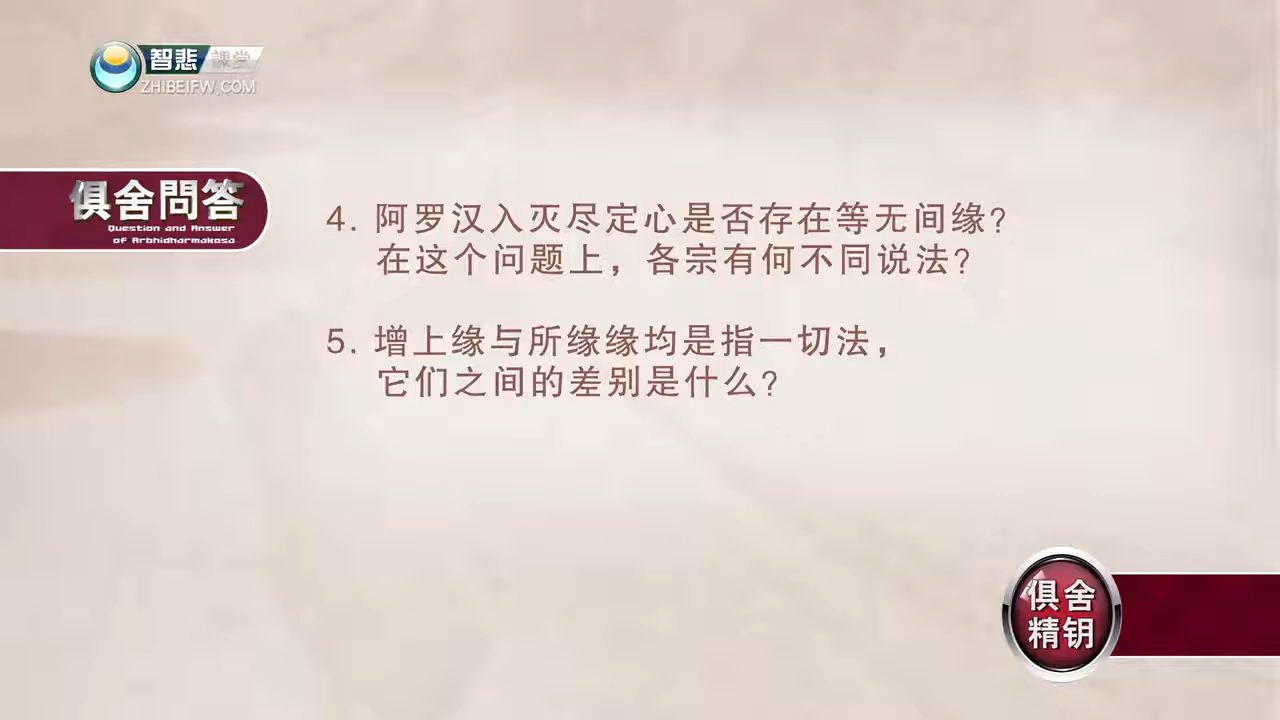 智悲 課堂
ZHIBEIFW.COM
俱舍問答
Question and Answer
of Arbhidharmakosa
4. 阿罗汉入灭尽定心是否存在等无间缘?
在这个问题上，各宗有何不同说法?
5. 增上缘与所缘缘均是指一切法，
它们之间的差别是什么?
俱舍
精钥